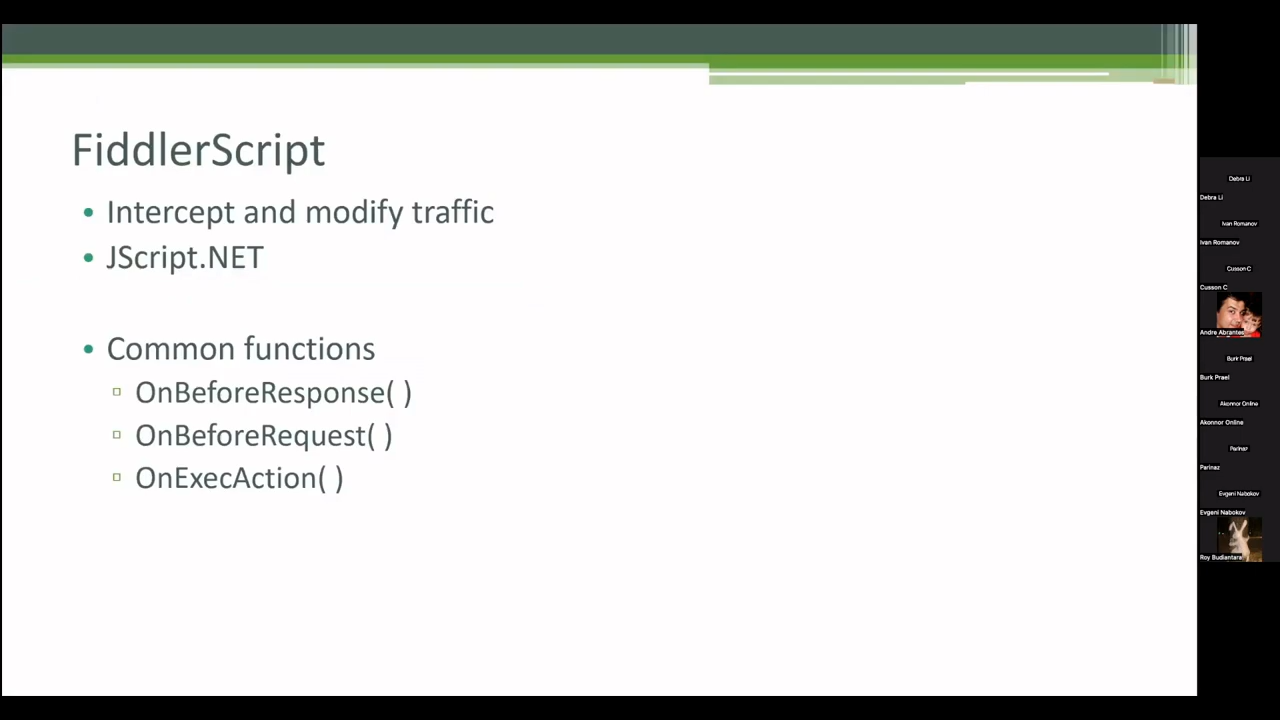 FiddlerScript
• Intercept and modify traffic
• JScript.NET
• Common functions
▫ OnBeforeResponse( )
▫ OnBeforeRequest( )
▫ OnExecAction( )
Debra Li
Debra Li
Ivan Romanov
Ivan Romanov
Cusson C
Cusson C
Andre Abrantes
Burk Prael
Burk Prael
Akonnor Online
Akonnor Online
Parinaz
Parinaz
Evgeni Nabokov
Evgeni Nabokov
Roy Budiantara